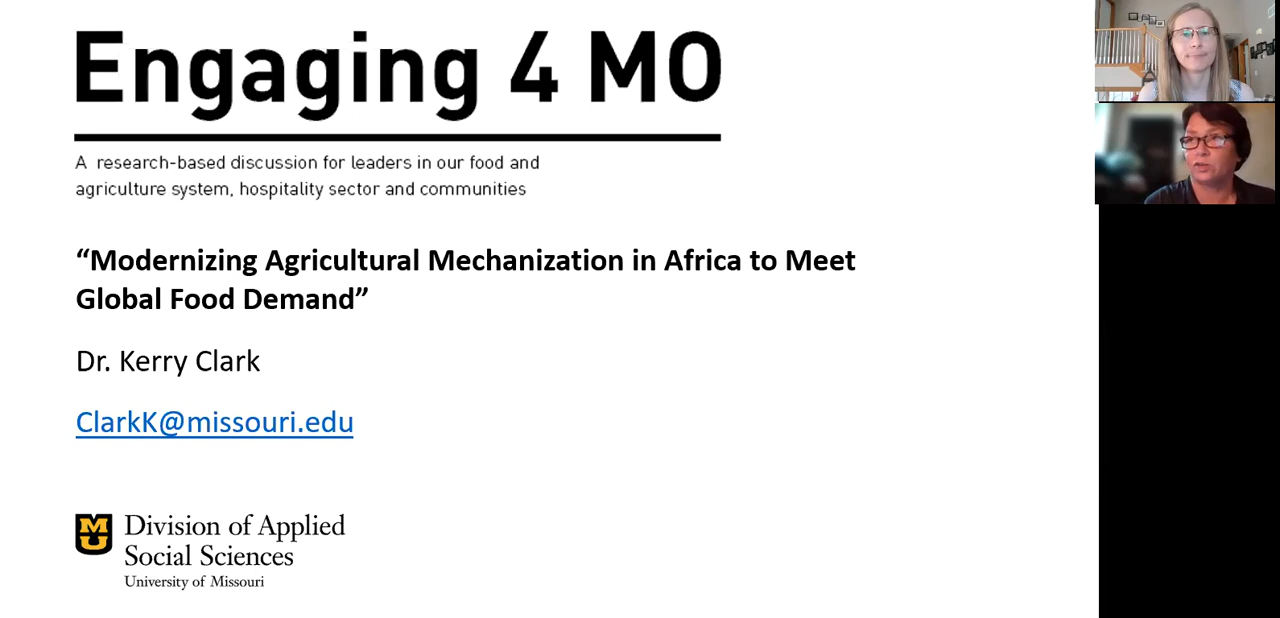 Engaging 4 MO
A research-based discussion for leaders in our food and
agriculture system, hospitality sector and communities
“Modernizing Agricultural Mechanization in Africa to Meet
Global Food Demand”
Dr. Kerry Clark
ClarkK@missouri.edu
MU
Division of Applied
Social Sciences
University of Missouri